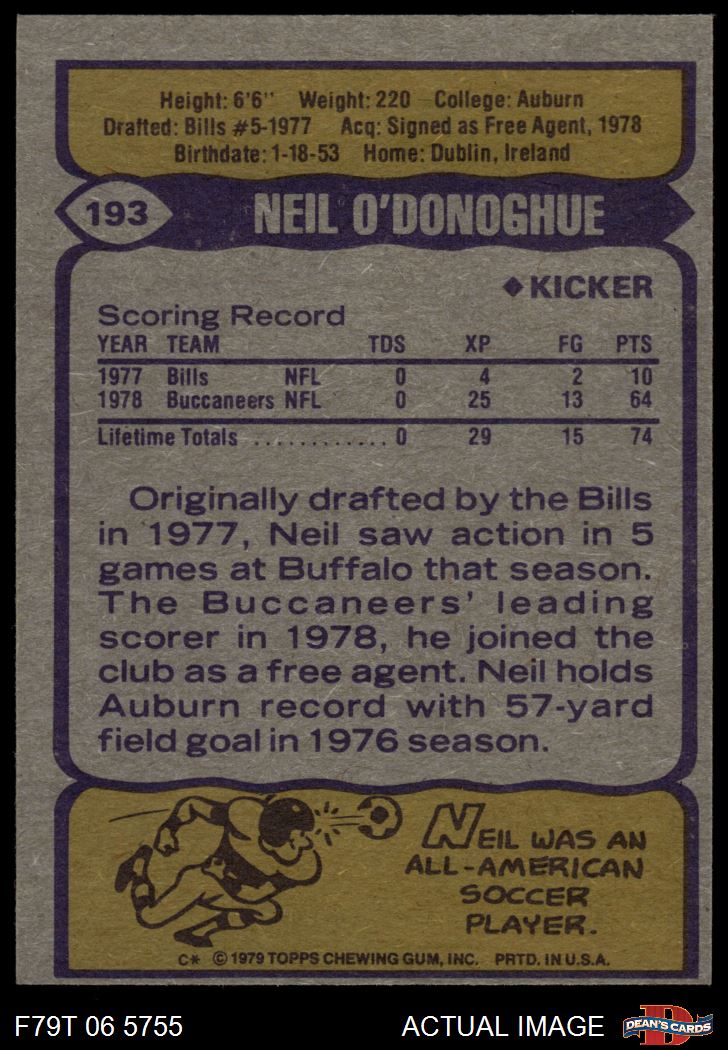 Height: 6'6'' Weight: 220 College: Auburn
Drafted: Bills #5-1977 Acq: Signed as Free Agent, 1978
Birthdate: 1-18-53 Home: Dublin, Ireland
193 NEIL O'DONOGHUE
◆ KICKER
Scoring Record
YEAR TEAM TDS XP FG PTS
1977 Bills NFL 0 4 2 10
1978 Buccaneers NFL 0 25 13 64
Lifetime Totals ............. 0 29 15 74
Originally drafted by the Bills
in 1977, Neil saw action in 5
games at Buffalo that season.
The Buccaneers' leading
scorer in 1978, he joined the
club as a free agent. Neil holds
Auburn record with 57-yard
field goal in 1976 season.
NEIL WAS AN
ALL-AMERICAN
SOCCER
PLAYER.
C* © 1979 TOPPS CHEWING GUM, INC. PRTD. IN U.S.A.
F79T 06 5755 ACTUAL IMAGE D DEAN'S CARDS